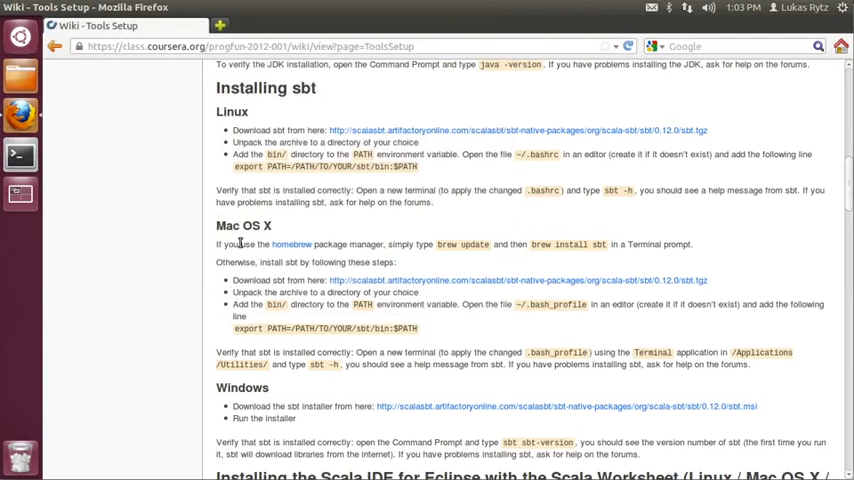 Wiki - Tools Setup - Mozilla Firefox
1:03 PM
Lukas Rytz
Wiki - Tools Setup
https://class.coursera.org/progfun-2012-001/wiki/view?page=ToolsSetup
Google
To verify the JDK installation, open the Command Prompt and type java -version. If you have problems installing the JDK, ask for help on the forums.
Installing sbt
Linux
Download sbt from here: http://scalasbt.artifactoryonline.com/scalasbt/sbt-native-packages/org/scala-sbt/sbt/0.12.0/sbt.tgz
Unpack the archive to a directory of your choice
Add the bin/ directory to the PATH environment variable. Open the file ~/.bashrc in an editor (create it if it doesn't exist) and add the following line
export PATH=/PATH/TO/YOUR/sbt/bin:$PATH
Verify that sbt is installed correctly: Open a new terminal (to apply the changed .bashrc) and type sbt -h, you should see a help message from sbt. If you
have problems installing sbt, ask for help on the forums.
Mac OS X
If you use the homebrew package manager, simply type brew update and then brew install sbt in a Terminal prompt.
Otherwise, install sbt by following these steps:
Download sbt from here: http://scalasbt.artifactoryonline.com/scalasbt/sbt-native-packages/org/scala-sbt/sbt/0.12.0/sbt.tgz
Unpack the archive to a directory of your choice
Add the bin/ directory to the PATH environment variable. Open the file ~/.bash_profile in an editor (create it if it doesn't exist) and add the following
line
export PATH=/PATH/TO/YOUR/sbt/bin:$PATH
Verify that sbt is installed correctly: Open a new terminal (to apply the changed .bash_profile) using the Terminal application in /Applications
/Utilities/ and type sbt -h, you should see a help message from sbt. If you have problems installing sbt, ask for help on the forums.
Windows
Download the sbt installer from here: http://scalasbt.artifactoryonline.com/scalasbt/sbt-native-packages/org/scala-sbt/sbt/0.12.0/sbt.msi
Run the installer
Verify that sbt is installed correctly: open the Command Prompt and type sbt sbt-version, you should see the version number of sbt (the first time you run
it, sbt will download libraries from the internet). If you have problems installing sbt, ask for help on the forums.
Installing the Scala IDE for Eclipse with the Scala Worksheet (Linux / Mac OS X /